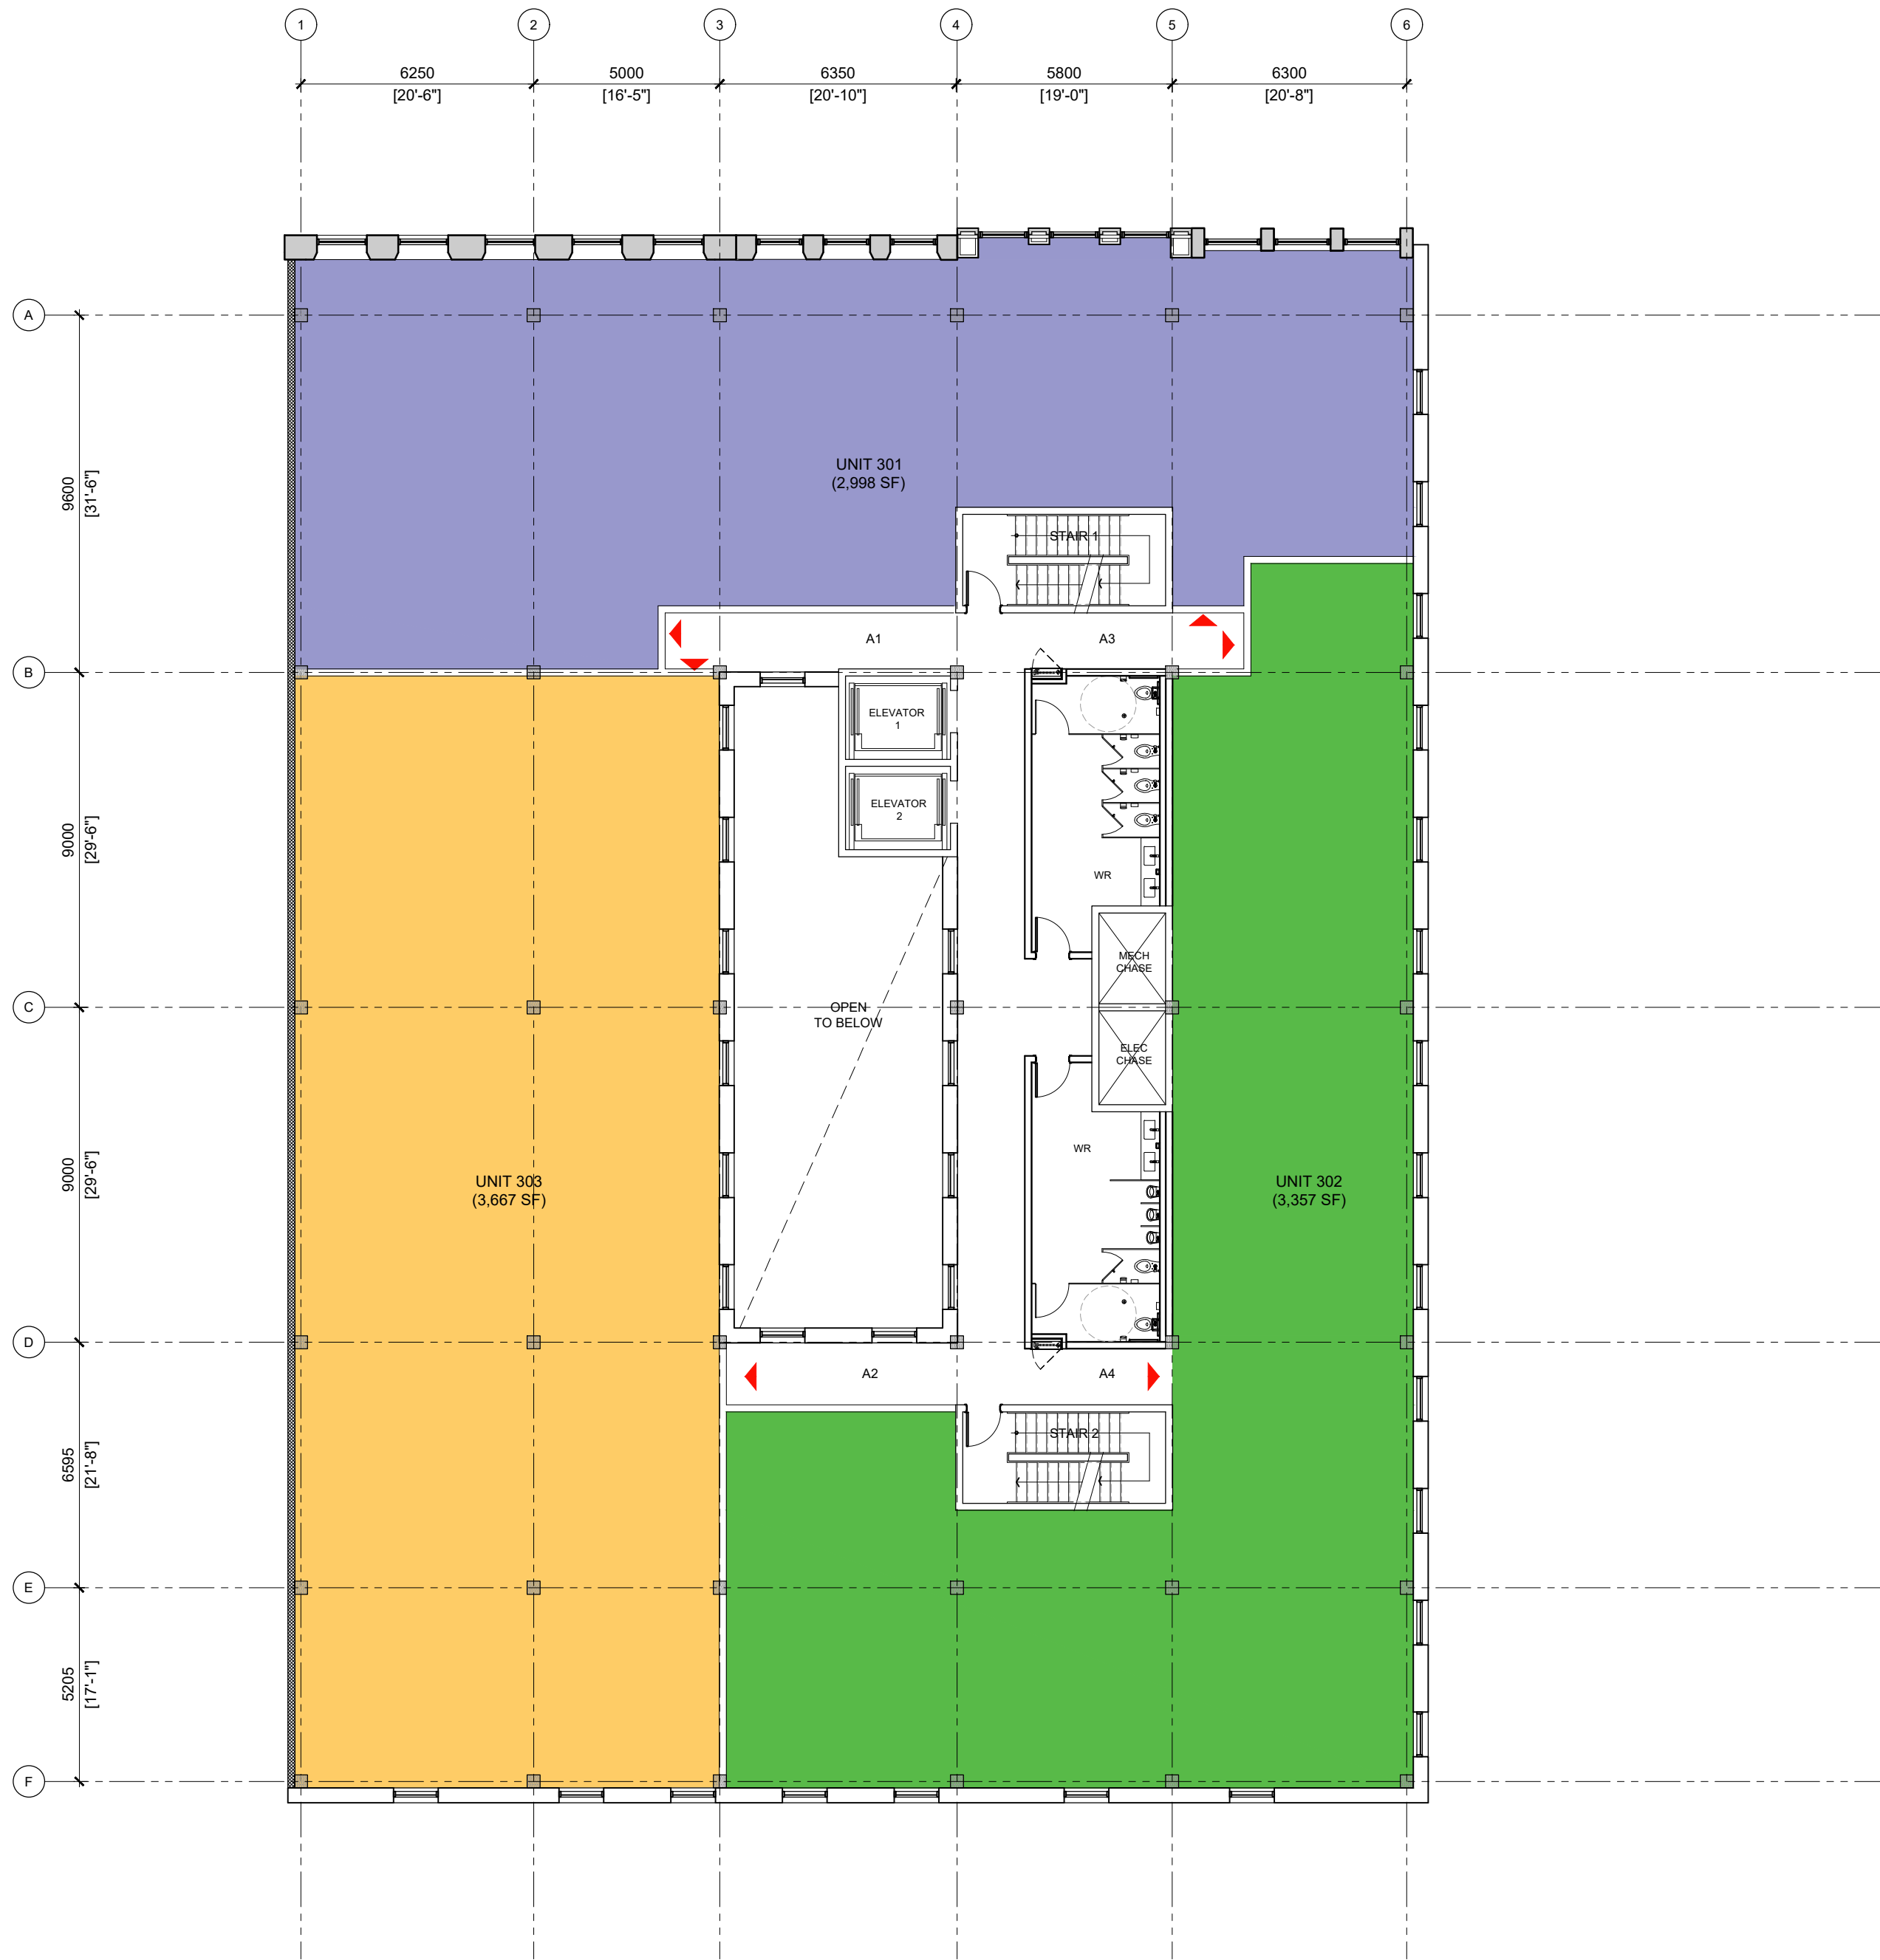 1
2
3
4
5
6
6250
[20'-6"]
5000
[16'-5"]
6350
[20'-10"]
5800
[19'-0"]
6300
[20'-8"]
A
9600
[31'-6"]
UNIT 301
(2,998 SF)
STAIR 1
A1
A3
B
ELEVATOR
1
ELEVATOR
2
9000
[29'-6"]
WR
MECH
CHASE
C
OPEN
TO BELOW
ELEC
CHASE
9000
[29'-6"]
WR
UNIT 303
(3,667 SF)
UNIT 302
(3,357 SF)
D
A2
A4
STAIR 2
6595
[21'-8"]
E
5205
[17'-1"]
F